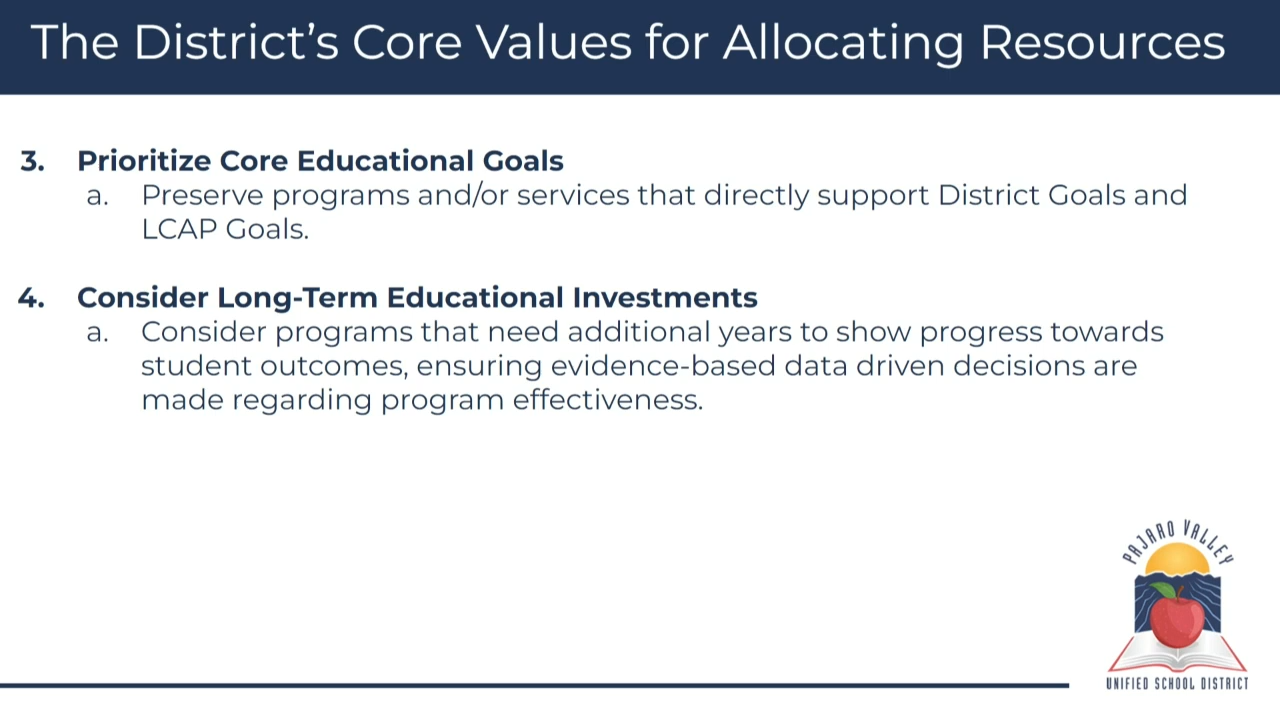 The District’s Core Values for Allocating Resources
3. Prioritize Core Educational Goals
a. Preserve programs and/or services that directly support District Goals and
LCAP Goals.
4. Consider Long-Term Educational Investments
a. Consider programs that need additional years to show progress towards
student outcomes, ensuring evidence-based data driven decisions are
made regarding program effectiveness.
PAJARO VALLEY
UNIFIED SCHOOL DISTRICT